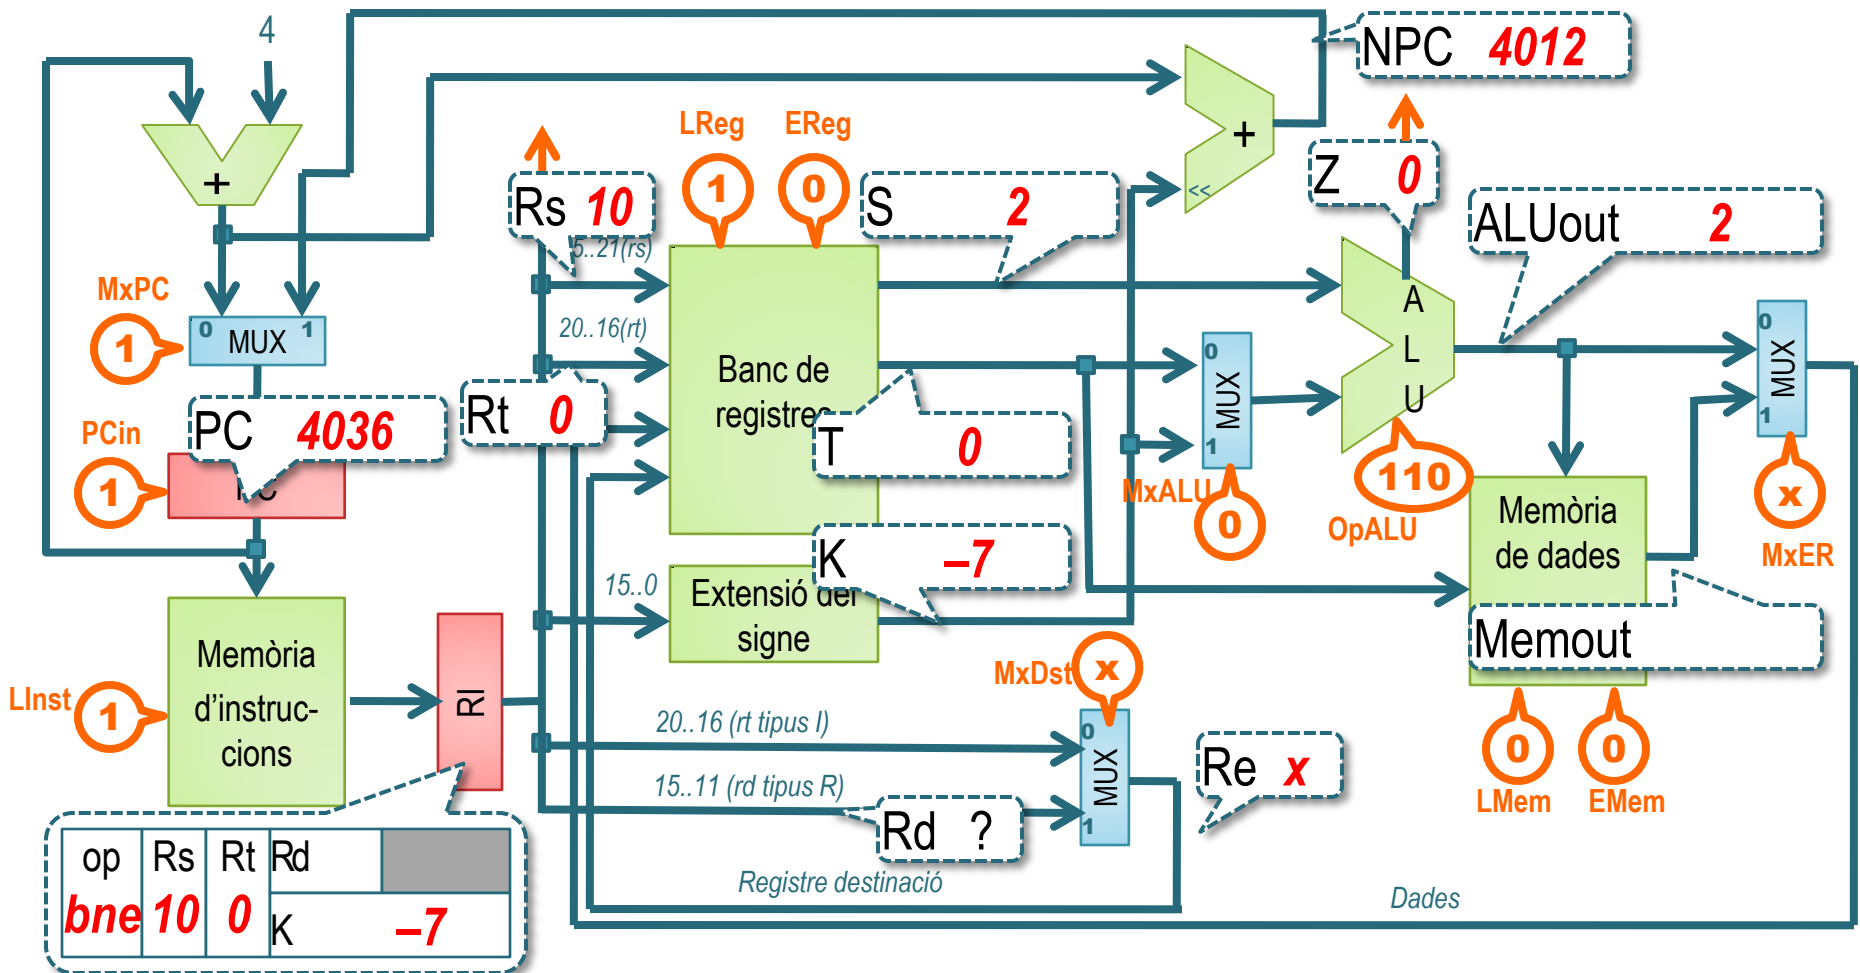 4
NPC 4012
LReg
EReg
+
+
<<
Rs 10
1
0
S 2
Z 0
ALUout 2
5..21(rs)
MxPC
1
0 MUX 1
20..16(rt)
Banc de
registres
0
MUX
1
A
L
U
0
MUX
1
PCin
1
PC 4036
Rt 0
T 0
MxALU
0
110
OpALU
x
MxER
Memòria
de dades
K –7
15..0
Extensió del
signe
Memout
LInst
1
Memòria
d'instruc-
cions
RI
MxDst
x
20..16 (rt tipus I)
0
MUX
1
15..11 (rd tipus R)
Rd ?
Re x
0
0
LMem
EMem
op Rs Rt Rd
bne 10 0
K –7
Registre destinació
Dades